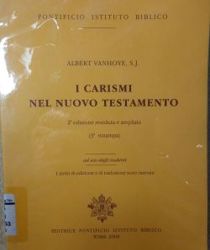 PONTIFICIO ISTITUTO BIBLICO
ALBERT VANHOYE, S.J.
I CARISMI
NEL NUOVO TESTAMENTO
2ª edizione riveduta e ampliata
(3ª ristampa)
ad uso degli studenti
I diritti di edizione e di traduzione sono riservati
EDITRICE PONTIFICIO ISTITUTO BIBLICO